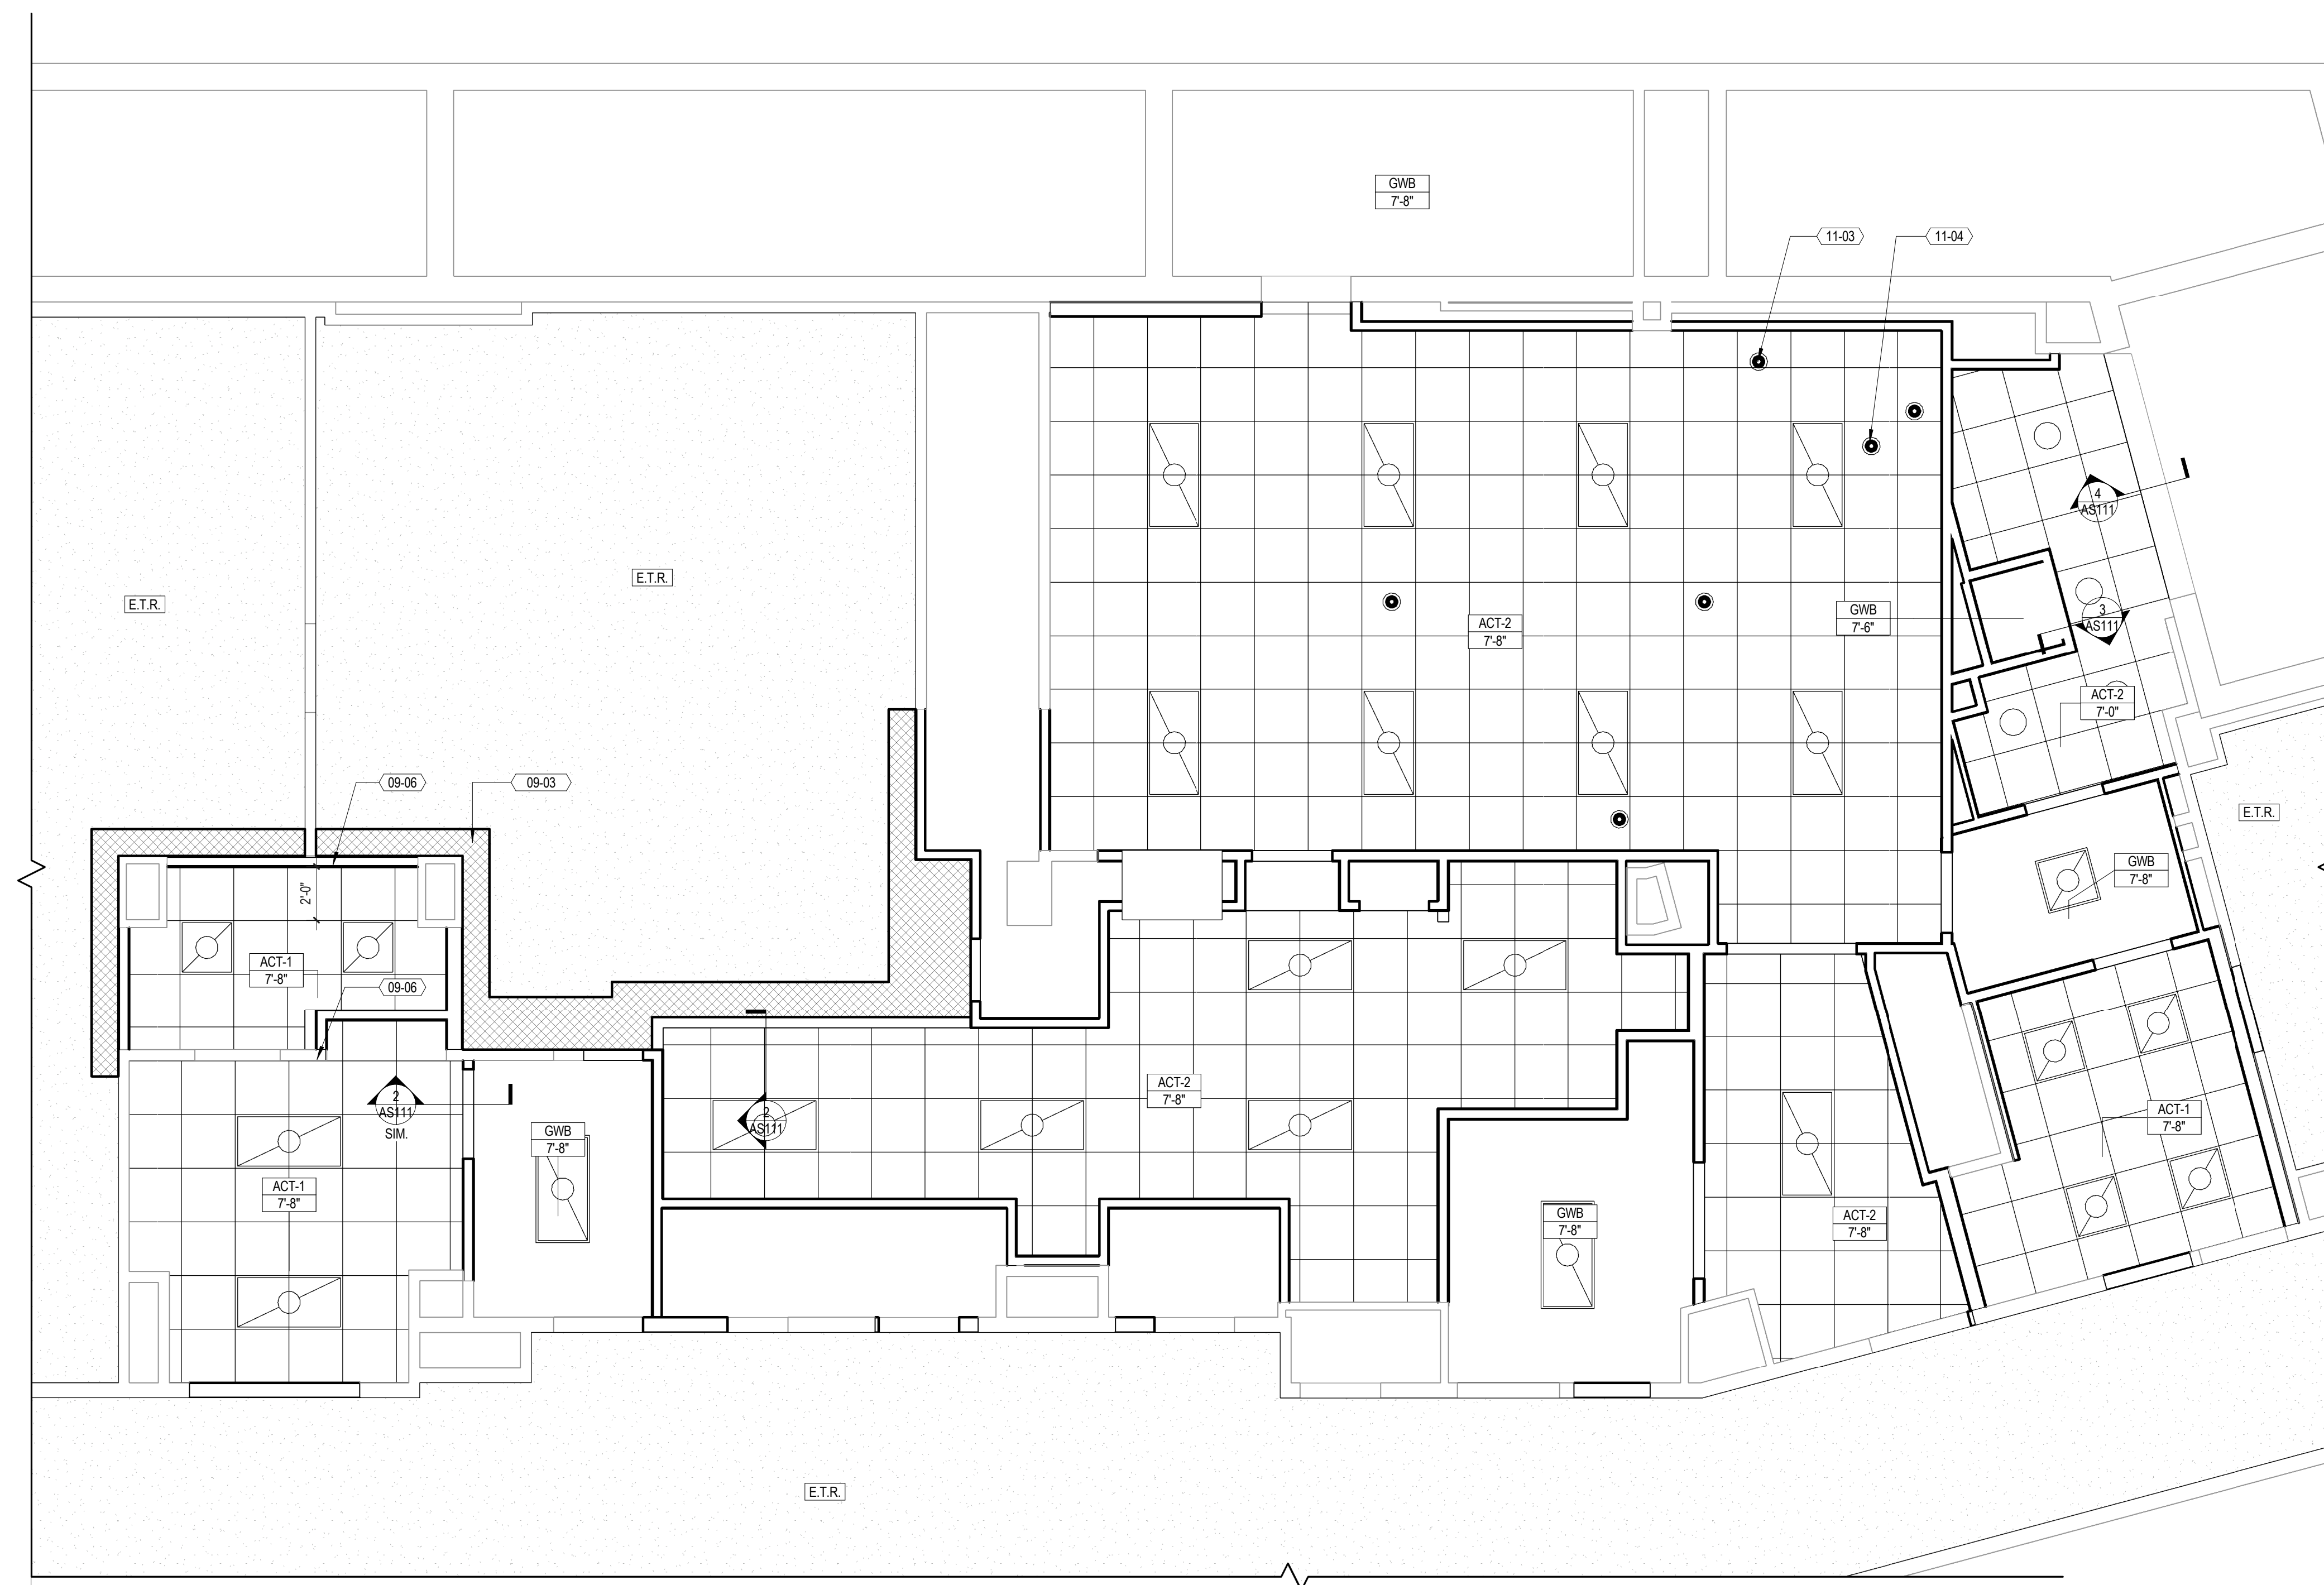 GWB
7'-8"
11-03
11-04
E.T.R.
E.T.R.
4
AS111
GWB
7'-6"
3
AS111
ACT-2
7'-8"
ACT-2
7'-0"
09-06
09-03
E.T.R.
2'-0"
GWB
7'-8"
ACT-1
7'-8"
09-06
2
AS111
SIM.
ACT-2
7'-8"
2
AS111
GWB
7'-8"
ACT-1
7'-8"
ACT-1
7'-8"
GWB
7'-8"
ACT-2
7'-8"
E.T.R.